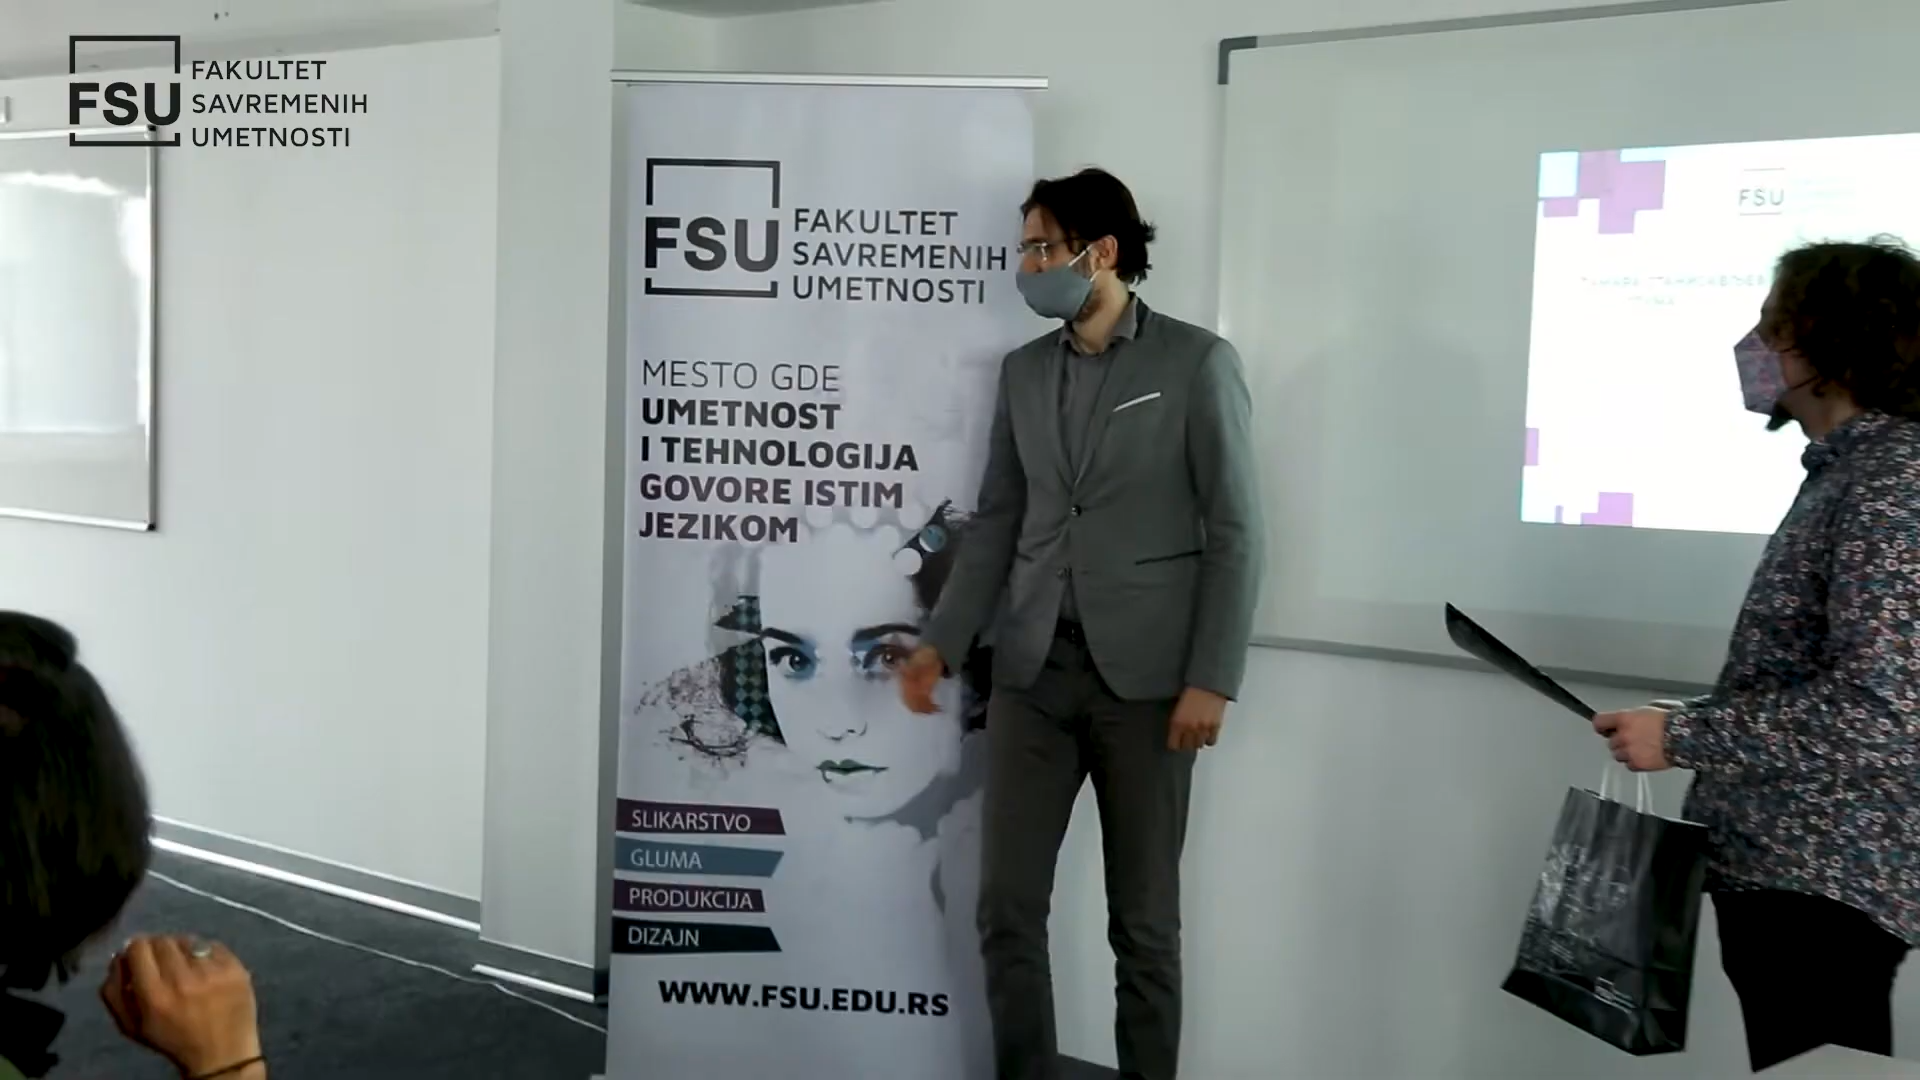 FSU
FAKULTET
SAVREMENIH
UMETNOSTI
FSU
FAKULTET
SAVREMENIH
UMETNOSTI
MESTO GDE
UMETNOST
I TEHNOLOGIJA
GOVORE ISTIM
JEZIKOM
SLIKARSTVO
GLUMA
PRODUKCIJA
DIZAJN
WWW.FSU.EDU.RS
FSU